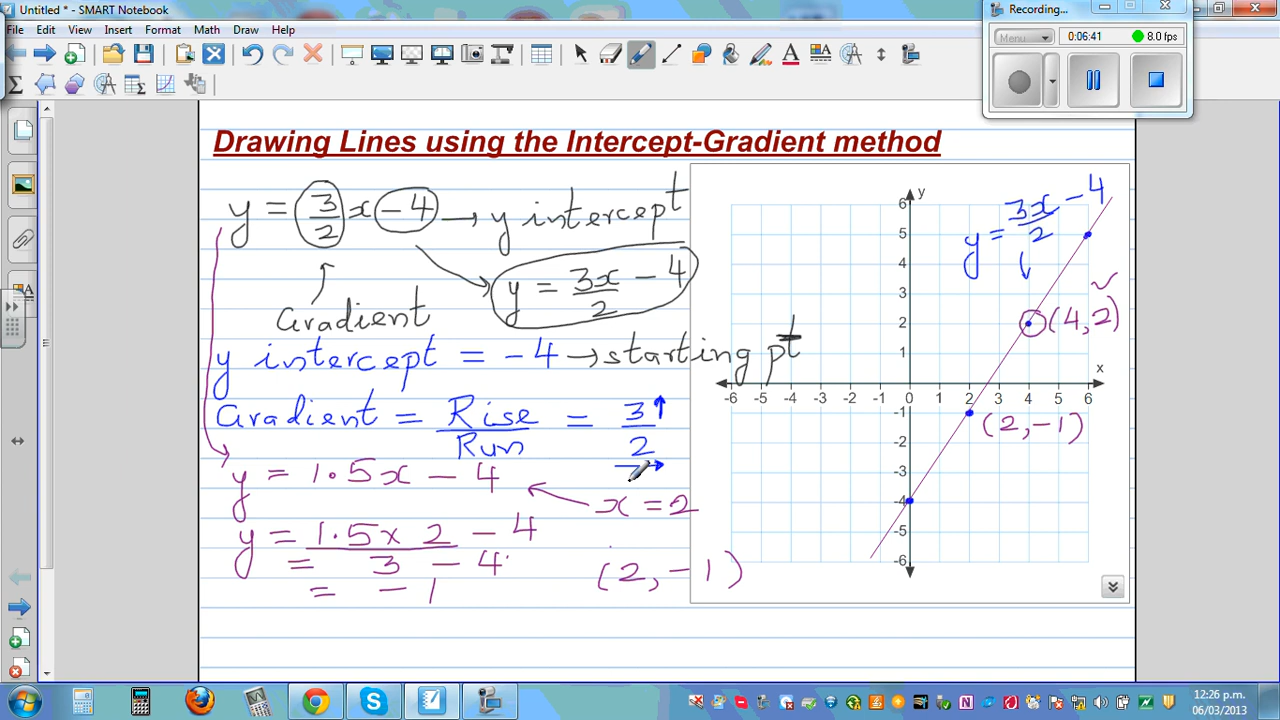 Untitled * - SMART Notebook
File Edit View Insert Format Math Draw Help
Recording...
Menu 0:06:41 8.0 fps
Drawing Lines using the Intercept-Gradient method
y = 3/2 x - 4 → y intercept
y = 3x/2 - 4
Gradient
y intercept = -4 → starting pt
Gradient = Rise/Run = 3/2
y = 1.5x - 4
x = 2
y = 1.5 x 2 - 4
= 3 - 4
= -1
(2, -1)
y
y = 3x/2 - 4
6
5
4
3
2
(4, 2)
1
x
-6 -5 -4 -3 -2 -1 0 1 2 3 4 5 6
-1
(2, -1)
-2
-3
-4
-5
-6
12:26 p.m.
06/03/2013